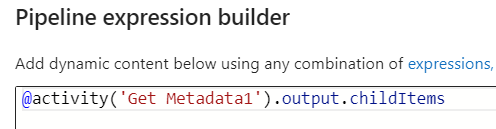 Pipeline expression builder
Add dynamic content below using any combination of expressions,
@activity('Get Metadata1').output.childItems